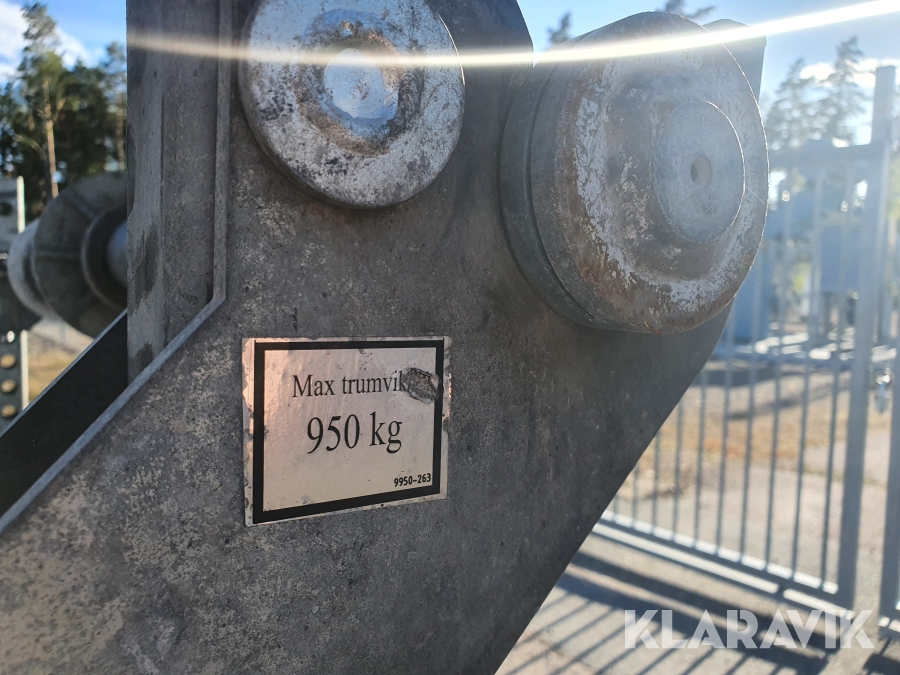 Max trumvikt
950 kg
9950-263
KLARAVIK